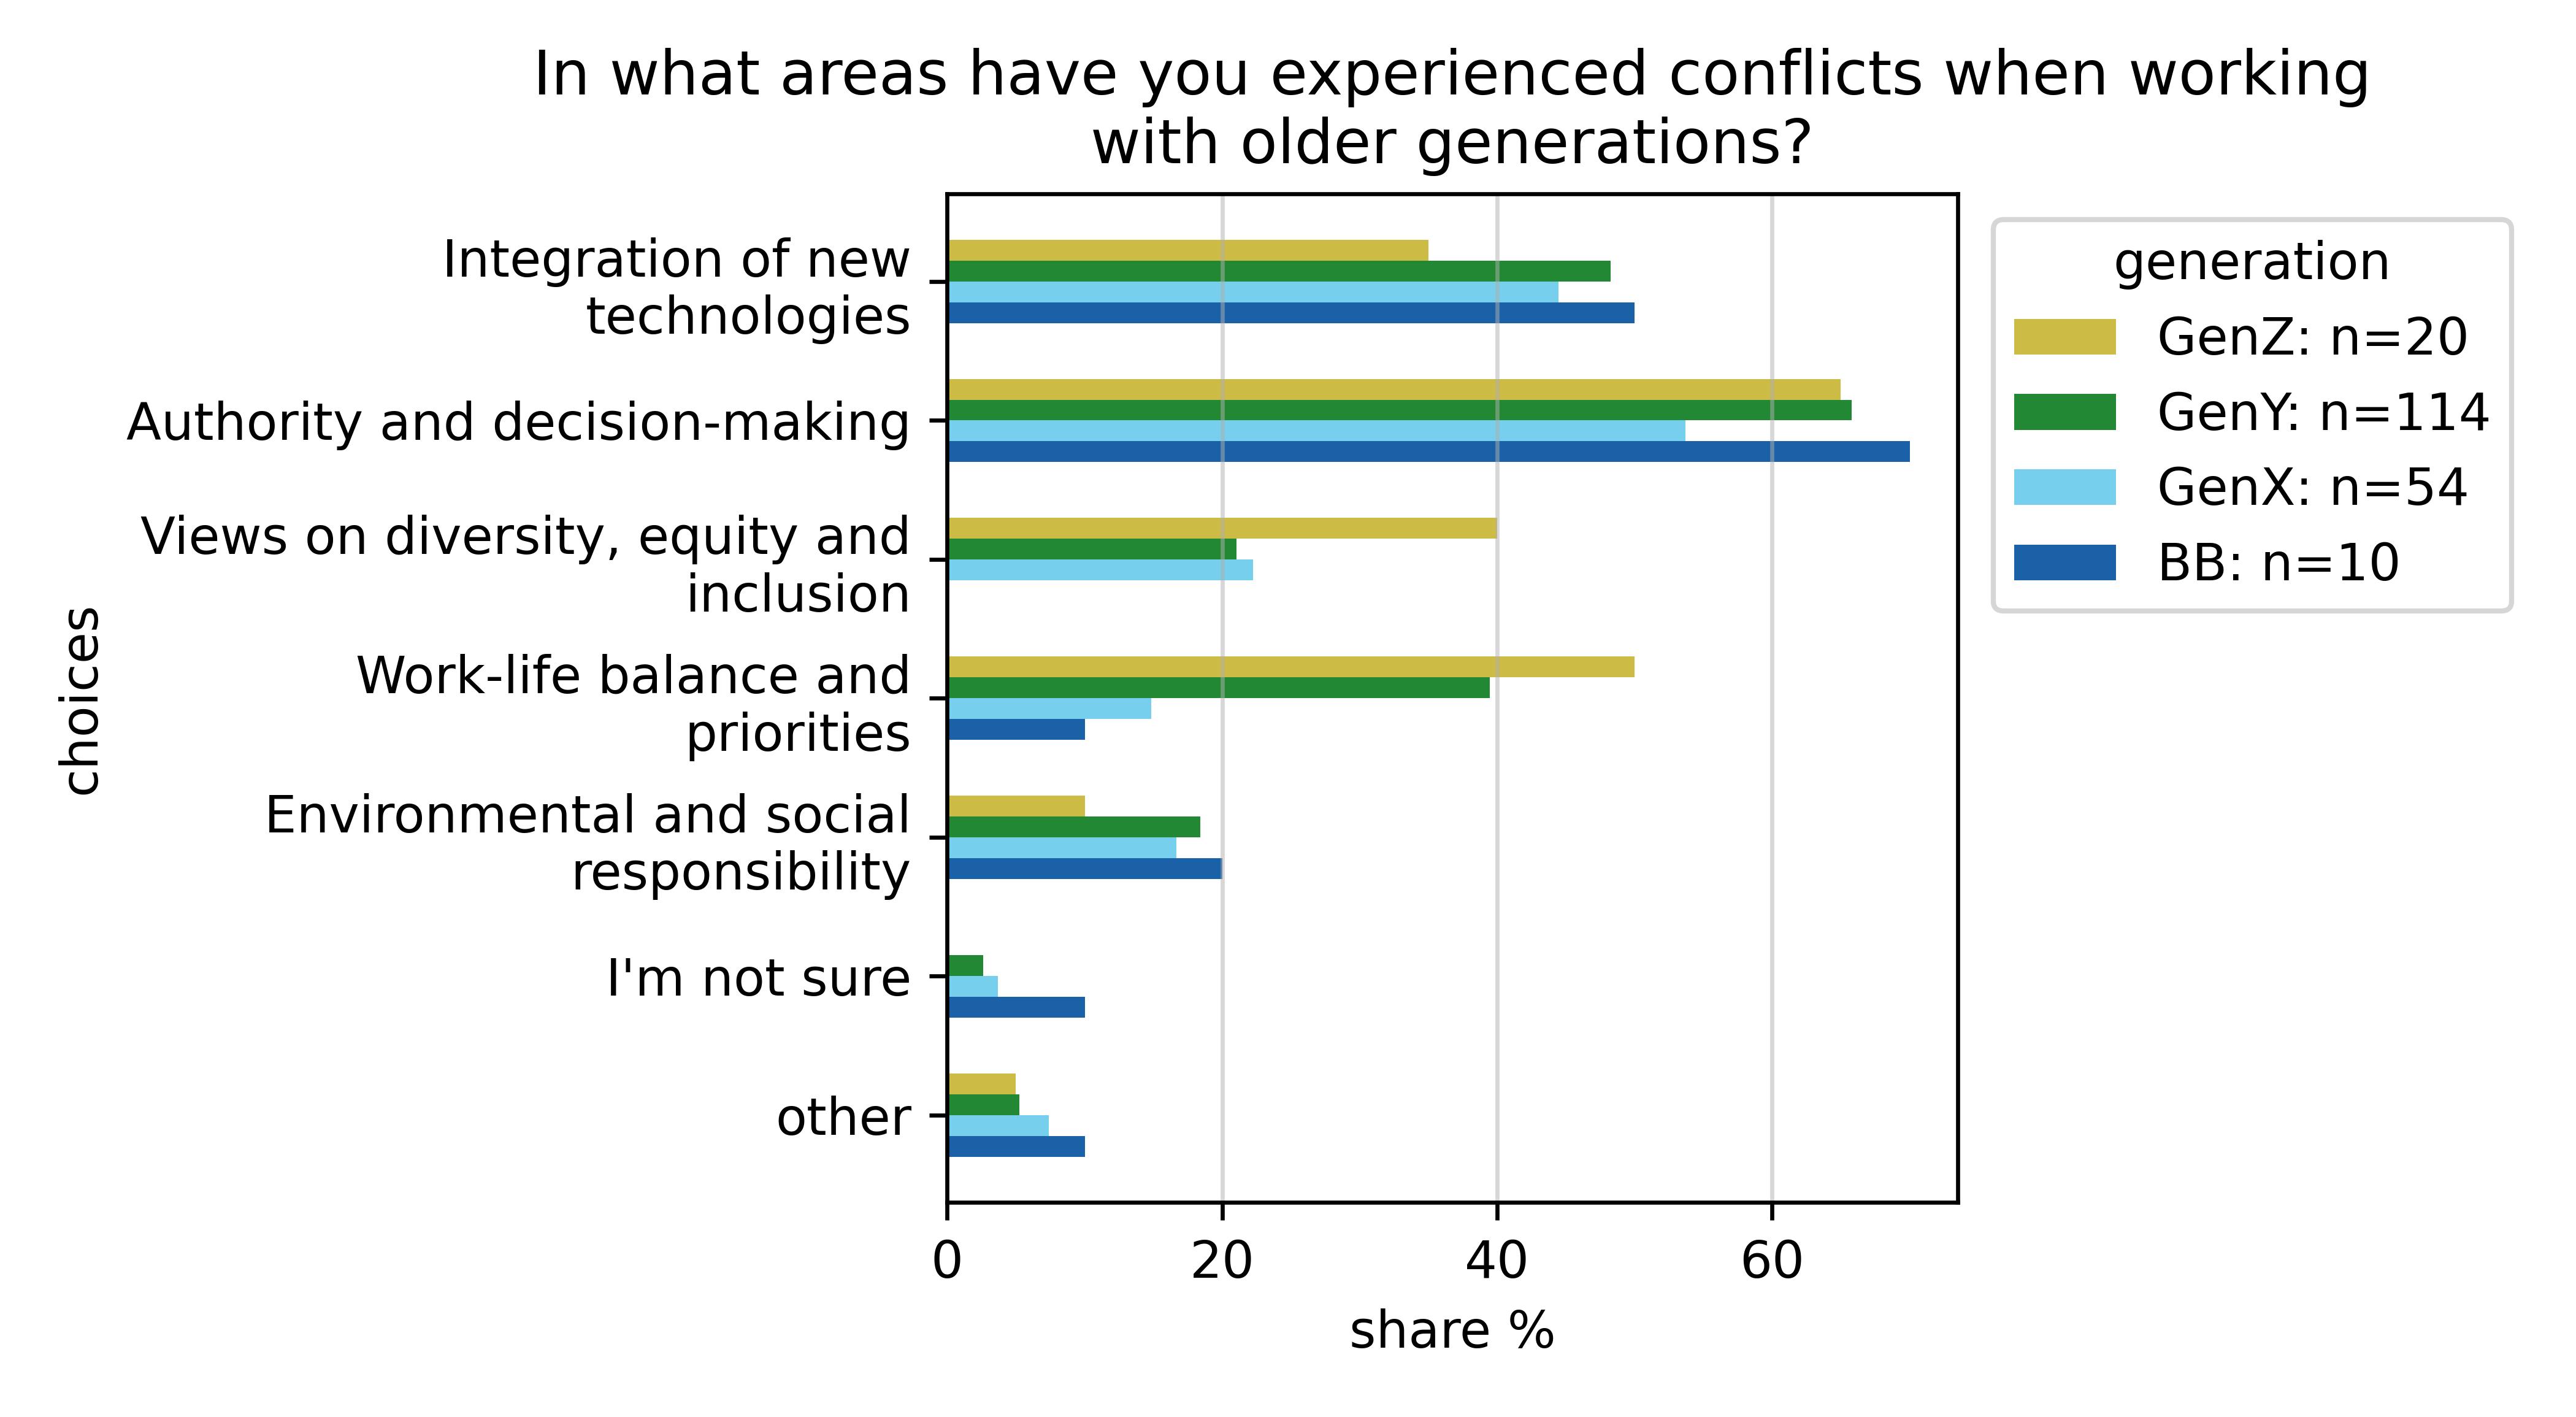 In what areas have you experienced conflicts when working
with older generations?
choices
Integration of new
technologies
Authority and decision-making
Views on diversity, equity and
inclusion
Work-life balance and
priorities
Environmental and social
responsibility
I'm not sure
other
0 20 40 60
share %
generation
GenZ: n=20
GenY: n=114
GenX: n=54
BB: n=10